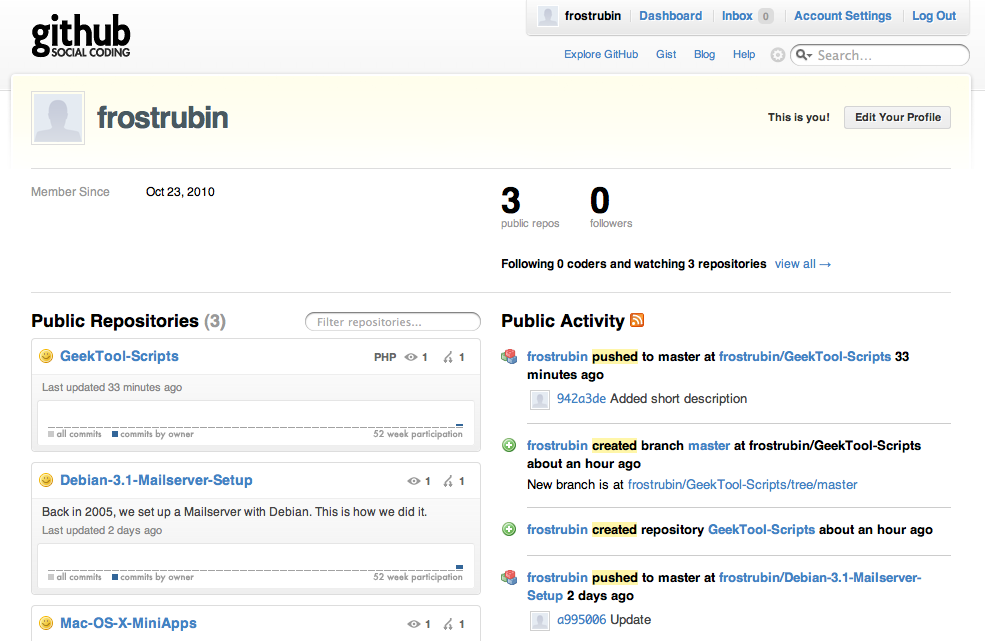 github
SOCIAL CODING
frostrubin Dashboard Inbox 0 Account Settings Log Out
Explore GitHub Gist Blog Help Search...
frostrubin
This is you! Edit Your Profile
Member Since Oct 23, 2010
3 0
public repos followers
Following 0 coders and watching 3 repositories view all →
Public Repositories (3) Filter repositories...
GeekTool-Scripts PHP 1 1
Last updated 33 minutes ago
all commits commits by owner 52 week participation
Debian-3.1-Mailserver-Setup 1 1
Back in 2005, we set up a Mailserver with Debian. This is how we did it.
Last updated 2 days ago
all commits commits by owner 52 week participation
Mac-OS-X-MiniApps 1 1
Public Activity
frostrubin pushed to master at frostrubin/GeekTool-Scripts 33
minutes ago
942a3de Added short description
frostrubin created branch master at frostrubin/GeekTool-Scripts
about an hour ago
New branch is at frostrubin/GeekTool-Scripts/tree/master
frostrubin created repository GeekTool-Scripts about an hour ago
frostrubin pushed to master at frostrubin/Debian-3.1-Mailserver-
Setup 2 days ago
a995006 Update